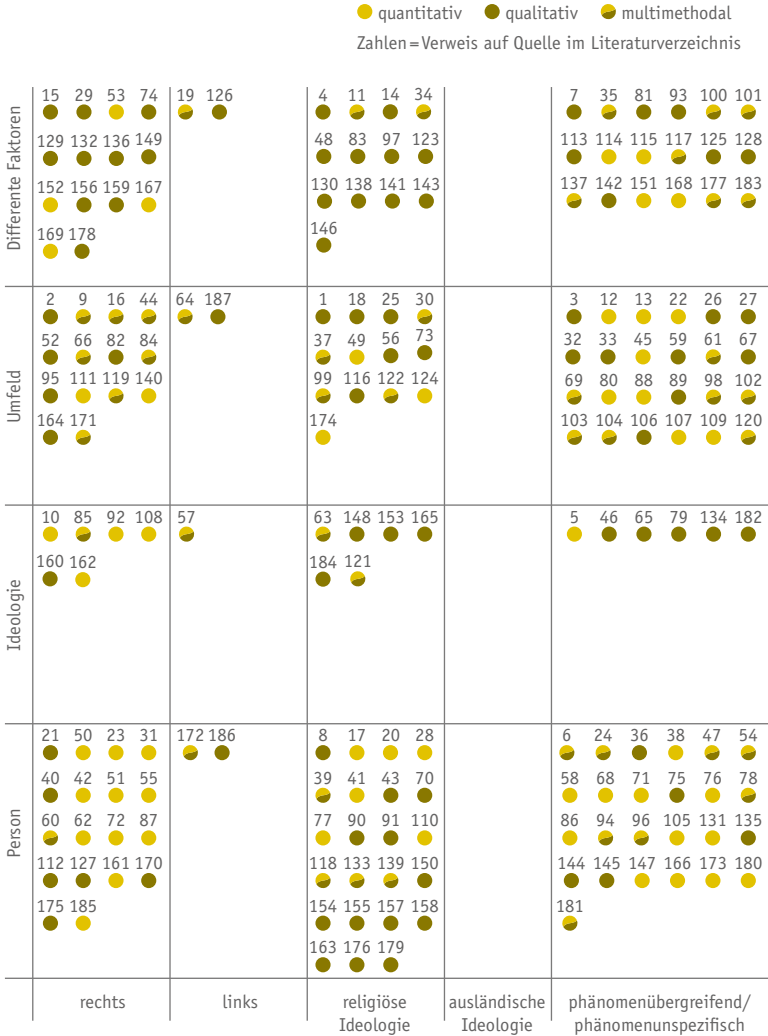 quantitativ qualitativ multimethodal
Zahlen=Verweis auf Quelle im Literaturverzeichnis
Differente Faktoren
15 29 53 74
129 132 136 149
152 156 159 167
169 178
19 126
4 11 14 34
48 83 97 123
130 138 141 143
146
7 35 81 93 100 101
113 114 115 117 125 128
137 142 151 168 177 183
Umfeld
2 9 16 44
52 66 82 84
95 111 119 140
164 171
64 187
1 18 25 30
37 49 56 73
99 116 122 124
174
3 12 13 22 26 27
32 33 45 59 61 67
69 80 88 89 98 102
103 104 106 107 109 120
Ideologie
10 85 92 108
160 162
57
63 148 153 165
184 121
5 46 65 79 134 182
Person
21 50 23 31
40 42 51 55
60 62 72 87
112 127 161 170
175 185
172 186
8 17 20 28
39 41 43 70
77 90 91 110
118 133 139 150
154 155 157 158
163 176 179
6 24 36 38 47 54
58 68 71 75 76 78
86 94 96 105 131 135
144 145 147 166 173 180
181
rechts
links
religiöse
Ideologie
ausländische
Ideologie
phänomenübergreifend/
phänomenunspezifisch